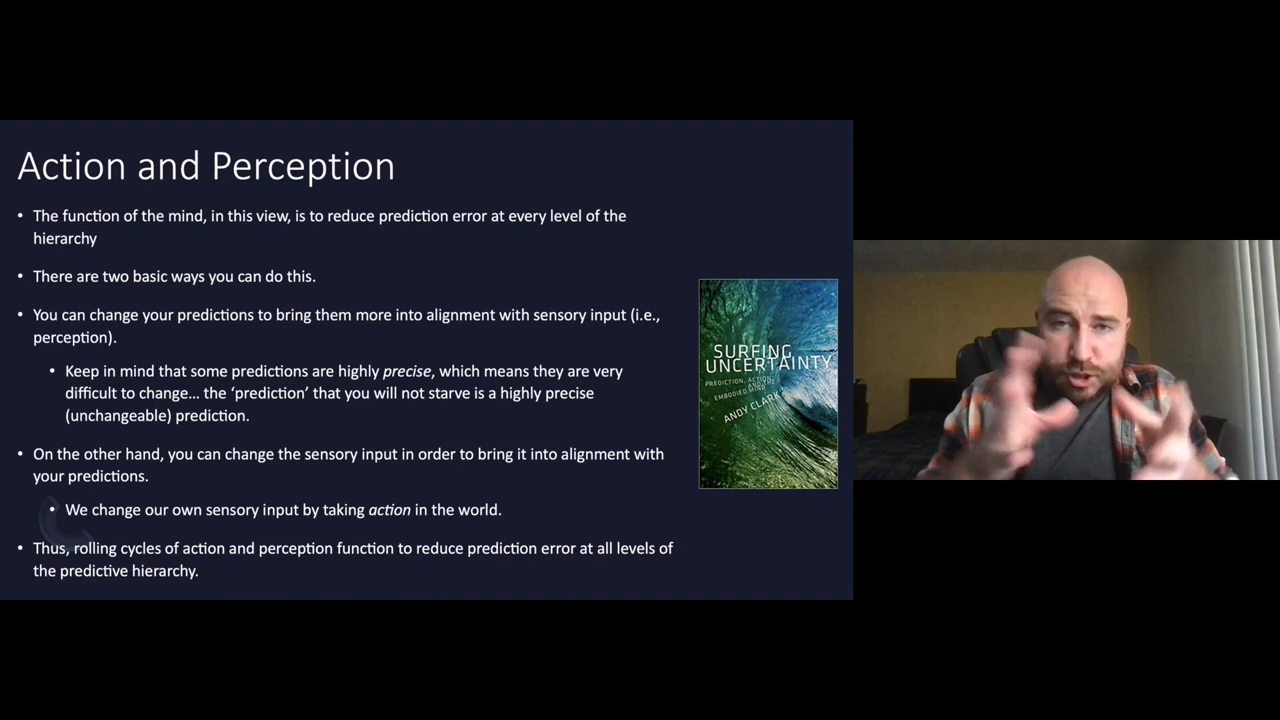 Action and Perception
• The function of the mind, in this view, is to reduce prediction error at every level of the
hierarchy
• There are two basic ways you can do this.
• You can change your predictions to bring them more into alignment with sensory input (i.e.,
perception).
• Keep in mind that some predictions are highly precise, which means they are very
difficult to change... the ‘prediction’ that you will not starve is a highly precise
(unchangeable) prediction.
• On the other hand, you can change the sensory input in order to bring it into alignment with
your predictions.
• We change our own sensory input by taking action in the world.
• Thus, rolling cycles of action and perception function to reduce prediction error at all levels of
the predictive hierarchy.
SURFING
UNCERTAINTY
PREDICTION, ACTION,
AND THE
EMBODIED MIND
ANDY CLARK